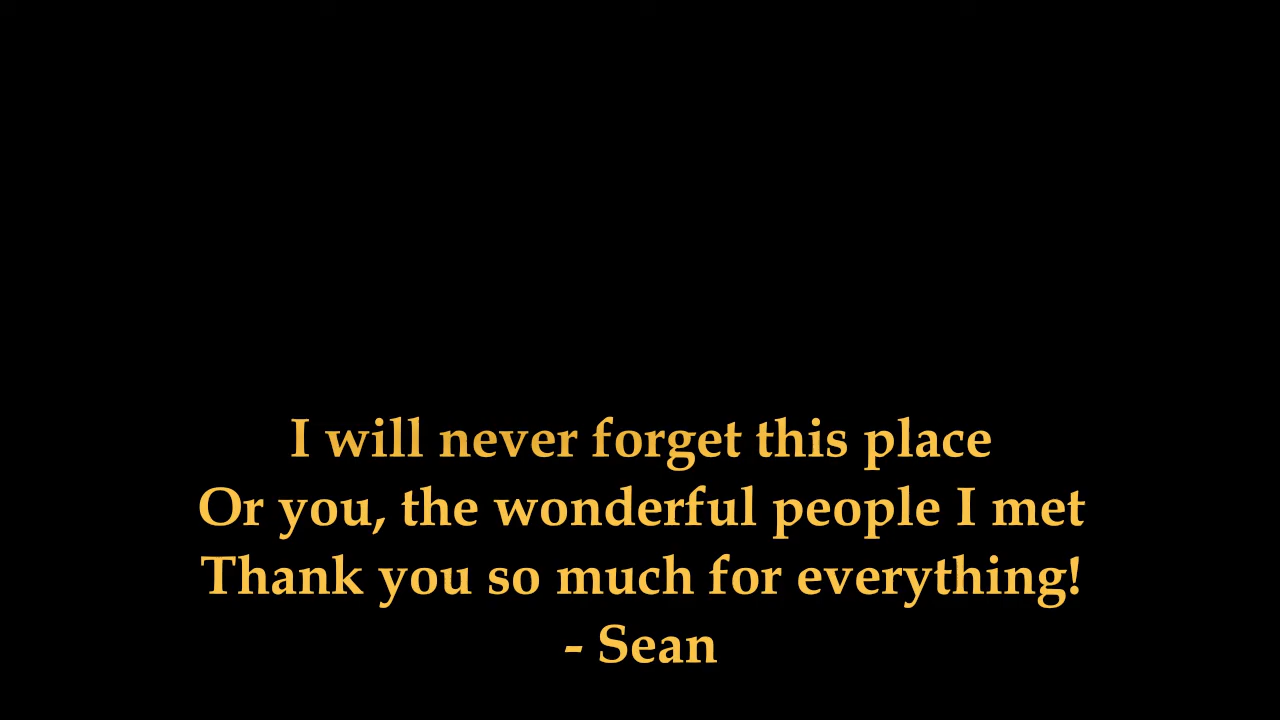 I will never forget this place
Or you, the wonderful people I met
Thank you so much for everything!
- Sean